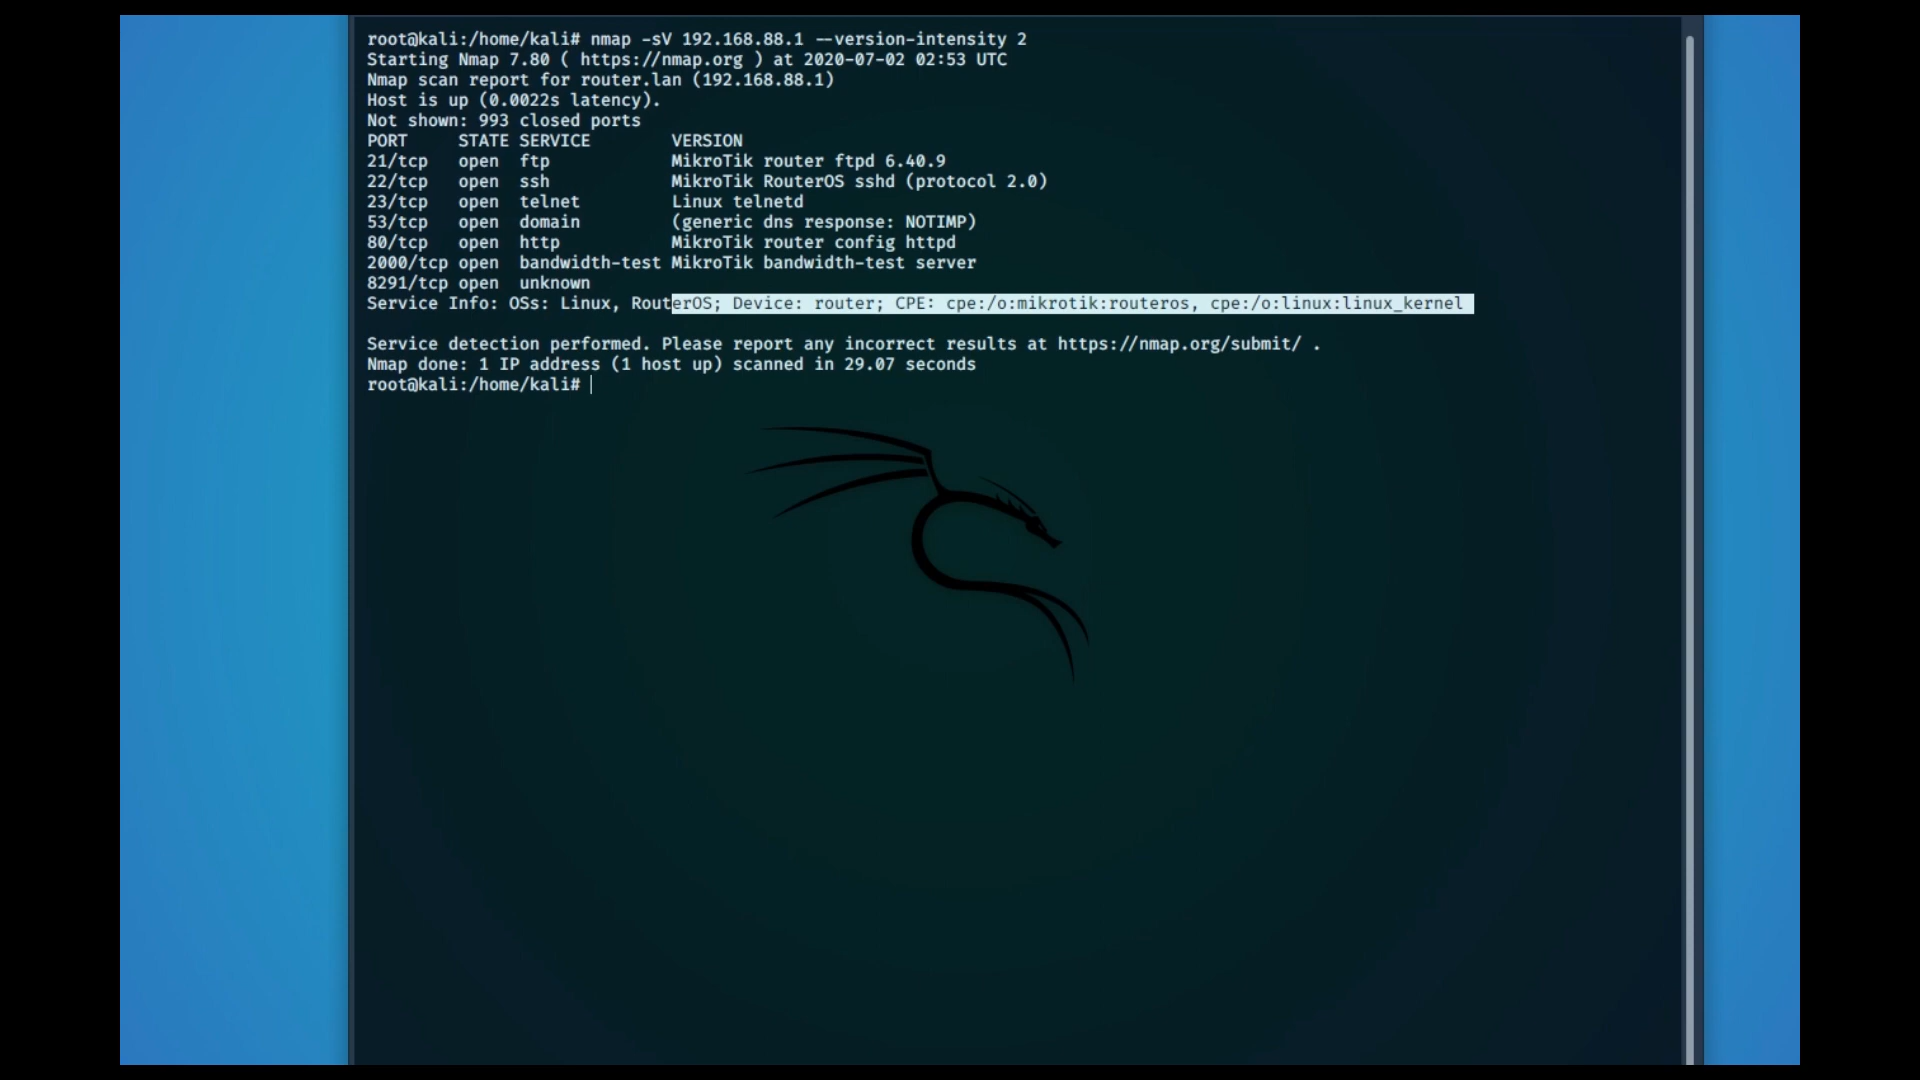 root@kali:/home/kali# nmap -sV 192.168.88.1 --version-intensity 2
Starting Nmap 7.80 ( https://nmap.org ) at 2020-07-02 02:53 UTC
Nmap scan report for router.lan (192.168.88.1)
Host is up (0.0022s latency).
Not shown: 993 closed ports
PORT     STATE SERVICE        VERSION
21/tcp   open  ftp            MikroTik router ftpd 6.40.9
22/tcp   open  ssh            MikroTik RouterOS sshd (protocol 2.0)
23/tcp   open  telnet         Linux telnetd
53/tcp   open  domain         (generic dns response: NOTIMP)
80/tcp   open  http           MikroTik router config httpd
2000/tcp open  bandwidth-test MikroTik bandwidth-test server
8291/tcp open  unknown
Service Info: OSs: Linux, RouterOS; Device: router; CPE: cpe:/o:mikrotik:routeros, cpe:/o:linux:linux_kernel
Service detection performed. Please report any incorrect results at https://nmap.org/submit/ .
Nmap done: 1 IP address (1 host up) scanned in 29.07 seconds
root@kali:/home/kali#